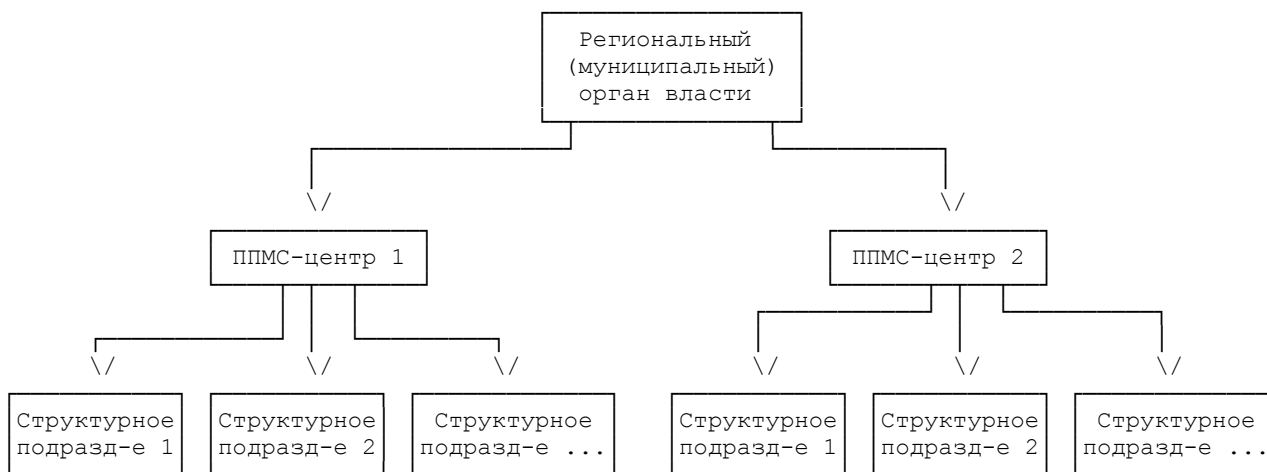 Региональный
(муниципальный)
орган власти
ППМС-центр 1
ППМС-центр 2
Структурное
подразд-е 1
Структурное
подразд-е 2
Структурное
подразд-е ...
Структурное
подразд-е 1
Структурное
подразд-е 2
Структурное
подразд-е ...